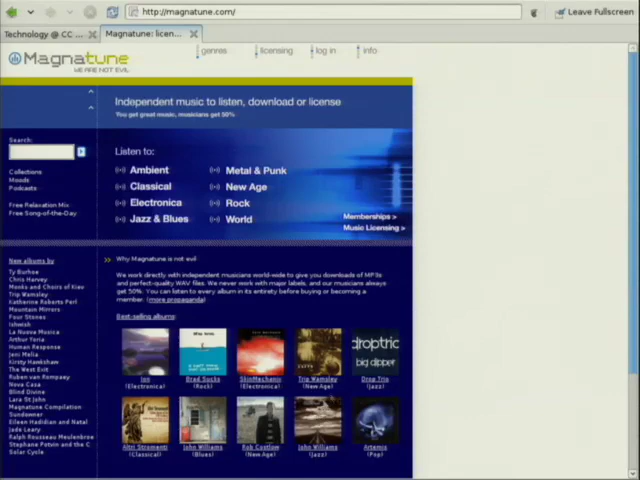 http://magnatune.com/
Leave Fullscreen
Technology @ CC ...
Magnatune: licen...
Magnatune
WE ARE NOT EVIL
genres
licensing
log in
info
Independent music to listen, download or license
You get great music, musicians get 50%
Search:
Collections
Moods
Podcasts
Free Relaxation Mix
Free Song-of-the-Day
Listen to:
Ambient
Metal & Punk
Classical
New Age
Electronica
Rock
Jazz & Blues
World
Memberships >
Music Licensing >
New albums by
Ty Burhoe
Chris Harvey
Monks and Choirs of Kiev
Trip Wamsley
Katherine Roberts Perl
Mountain Mirrors
Four Stones
Ishwish
La Nuova Musica
Arthur Yoria
Human Response
Jeni Melia
Kirsty Hawkshaw
The West Exit
Ruben van Rompaey
Nova Casa
Blind Divine
Lara St John
Magnatune Compilation
Sundowner
Eileen Hadidian and Natal
Jade Leary
Ralph Rousseau Meulenbroe
Stephane Potvin and the C
Solar Cycle
Why Magnatune is not evil
We work directly with independent musicians world-wide to give you downloads of MP3s
and perfect-quality WAV files. We never work with major labels, and our musicians always
get 50%. You can listen to every album in its entirety before buying or becoming a
member. (more propaganda)
Best-selling albums:
droptrio
big dipper
Ion
(Electronica)
Brad Sucks
(Rock)
SkinMechanix
(Electronica)
Trip Wamsley
(New Age)
Drop Trio
(Jazz)
Altri Stromenti
(Classical)
John Williams
(Blues)
Rob Costlow
(New Age)
John Williams
(Jazz)
Artemis
(Pop)